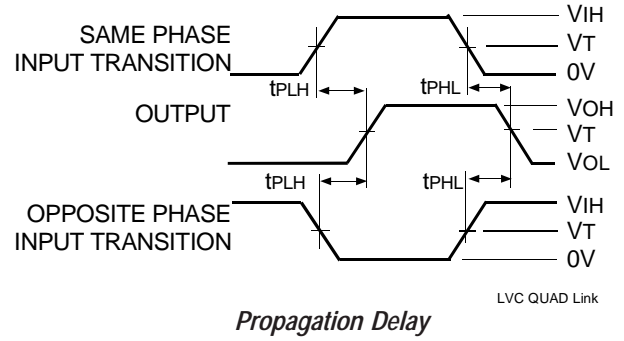 SAME PHASE
INPUT TRANSITION
VIH
VT
0V
tPLH
tPHL
OUTPUT
VOH
VT
VOL
tPLH
tPHL
OPPOSITE PHASE
INPUT TRANSITION
VIH
VT
0V
LVC QUAD Link
Propagation Delay